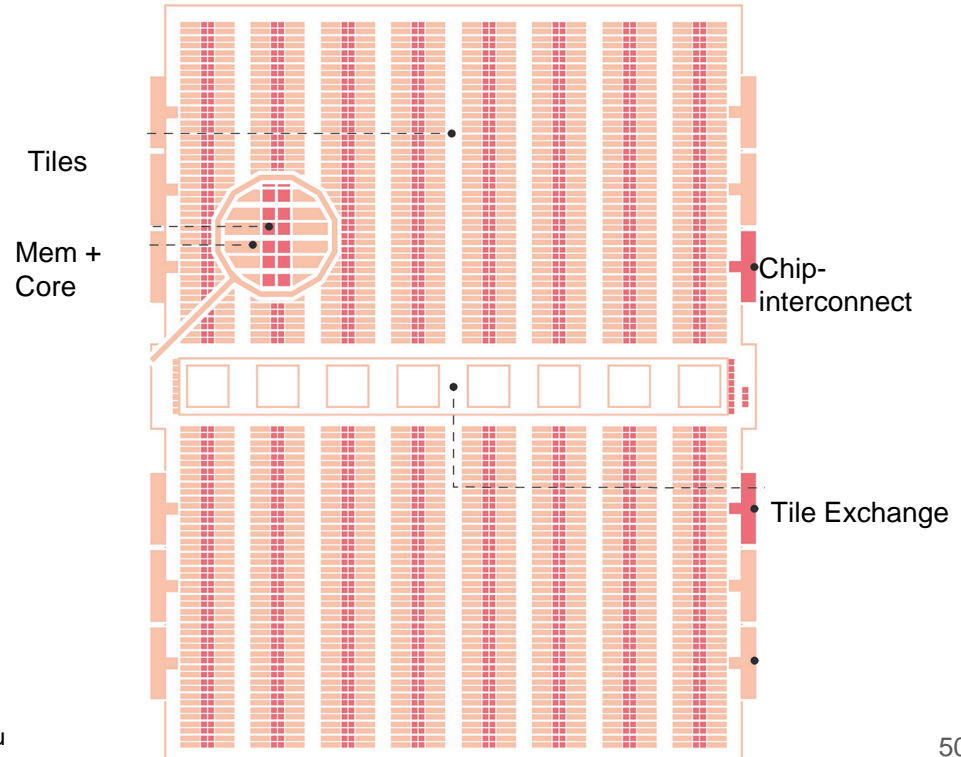 Tiles
Mem +
Core
Chip-
interconnect
Tile Exchange
50